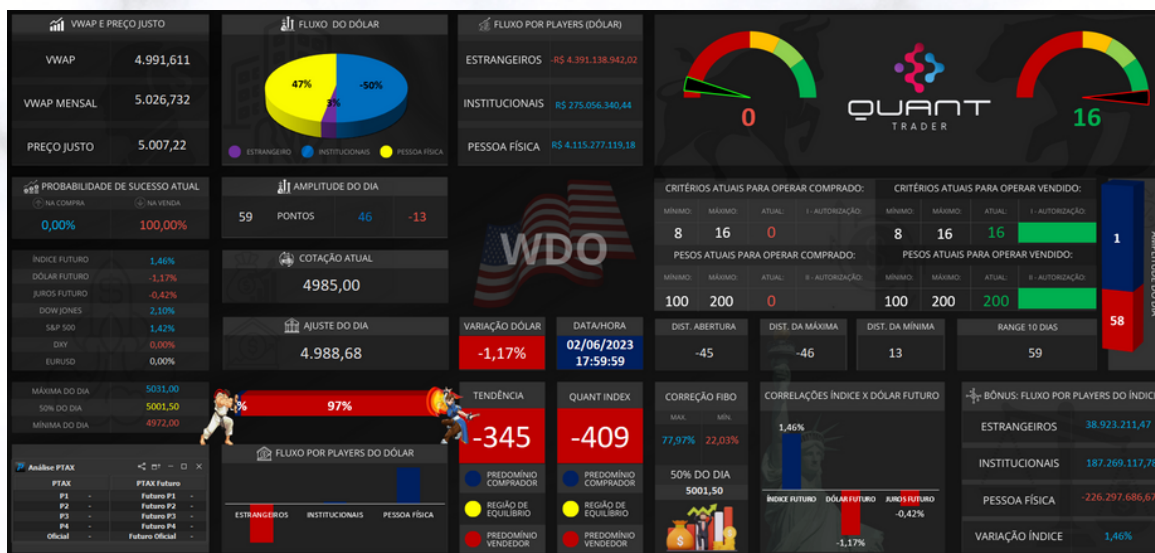 VWAP E PREÇO JUSTO
VWAP 4.991,611
VWAP MENSAL 5.026,732
PREÇO JUSTO 5.007,22
FLUXO DO DÓLAR
47%
-50%
3%
ESTRANGEIRO INSTITUCIONAIS PESSOA FÍSICA
FLUXO POR PLAYERS (DÓLAR)
ESTRANGEIROS -R$ 4.391.138.942,02
INSTITUCIONAIS R$ 275.056.340,44
PESSOA FÍSICA R$ 4.115.277.119,18
0
QUANT
TRADER
16
PROBABILIDADE DE SUCESSO ATUAL
NA COMPRA NA VENDA
0,00% 100,00%
ÍNDICE FUTURO 1,46%
DÓLAR FUTURO -1,17%
JUROS FUTURO -0,42%
DOW JONES 2,10%
S&P 500 1,42%
DXY 0,00%
EURUSD 0,00%
MÁXIMA DO DIA 5031,00
50% DO DIA 5001,50
MÍNIMA DO DIA 4972,00
AMPLITUDE DO DIA
59 PONTOS 46 -13
COTAÇÃO ATUAL
4985,00
AJUSTE DO DIA
4.988,68
WDO
VARIAÇÃO DÓLAR
-1,17%
DATA/HORA
02/06/2023
17:59:59
CRITÉRIOS ATUAIS PARA OPERAR COMPRADO:
MÍNIMO: MÁXIMO: ATUAL: I - AUTORIZAÇÃO:
8 16 0
PESOS ATUAIS PARA OPERAR COMPRADO:
MÍNIMO: MÁXIMO: ATUAL: II - AUTORIZAÇÃO:
100 200 0
CRITÉRIOS ATUAIS PARA OPERAR VENDIDO:
MÍNIMO: MÁXIMO: ATUAL: I - AUTORIZAÇÃO:
8 16 16
PESOS ATUAIS PARA OPERAR VENDIDO:
MÍNIMO: MÁXIMO: ATUAL: II - AUTORIZAÇÃO:
100 200 200
1
58
AMPLITUDE DO DIA
DIST. ABERTURA
-45
DIST. DA MÁXIMA
-46
DIST. DA MÍNIMA
13
RANGE 10 DIAS
59
%
97%
Análise PTAX
PTAX PTAX Futuro
P1 - Futuro P1 -
P2 - Futuro P2 -
P3 - Futuro P3 -
P4 - Futuro P4 -
Oficial - Futuro Oficial -
FLUXO POR PLAYERS DO DÓLAR
ESTRANGEIROS INSTITUCIONAIS PESSOA FÍSICA
TENDÊNCIA
-345
PREDOMÍNIO
COMPRADOR
REGIÃO DE
EQUILÍBRIO
PREDOMÍNIO
VENDEDOR
QUANT INDEX
-409
PREDOMÍNIO
COMPRADOR
REGIÃO DE
EQUILÍBRIO
PREDOMÍNIO
VENDEDOR
CORREÇÃO FIBO
MAX. MÍN.
77,97% 22,03%
50% DO DIA
5001,50
CORRELAÇÕES ÍNDICE X DÓLAR FUTURO
1,46%
ÍNDICE FUTURO DÓLAR FUTURO JUROS FUTURO
-0,42%
-1,17%
BÔNUS: FLUXO POR PLAYERS DO ÍNDICE
ESTRANGEIROS 38.923.211,47
INSTITUCIONAIS 187.269.117,78
PESSOA FÍSICA -226.297.686,67
VARIAÇÃO ÍNDICE 1,46%